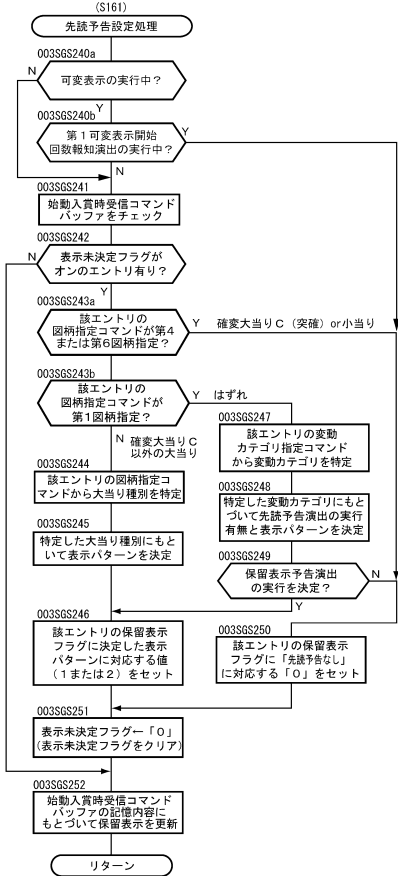 (S161)
先読予告設定処理
003SGS240a
可変表示の実行中？
N
Y
003SGS240b
第１可変表示開始
回数報知演出の実行中？
Y
N
003SGS241
始動入賞時受信コマンド
バッファをチェック
003SGS242
表示未決定フラグが
オンのエントリ有り？
N
Y
003SGS243a
該エントリの
図柄指定コマンドが第4
または第6図柄指定？
Y 確変大当りＣ（突確）or小当り
003SGS243b
該エントリの
図柄指定コマンドが
第1図柄指定？
Y はずれ
N 確変大当りＣ
以外の大当り
003SGS247
該エントリの変動
カテゴリ指定コマンド
から変動カテゴリを特定
003SGS244
該エントリの図柄指定コ
マンドから大当り種別を特定
003SGS248
特定した変動カテゴリにもと
づいて先読予告演出の実行
有無と表示パターンを決定
003SGS245
特定した大当り種別にもと
いて表示パターンを決定
003SGS249
保留表示予告演出
の実行を決定？
N
Y
003SGS246
該エントリの保留表示
フラグに決定した表示
パターンに対応する値
（１または２）をセット
003SGS250
該エントリの保留表示
フラグに「先読予告なし」
に対応する「０」をセット
003SGS251
表示未決定フラグ←「０」
(表示未決定フラグをクリア)
003SGS252
始動入賞時受信コマンド
バッファの記憶内容に
もとづいて保留表示を更新
リターン